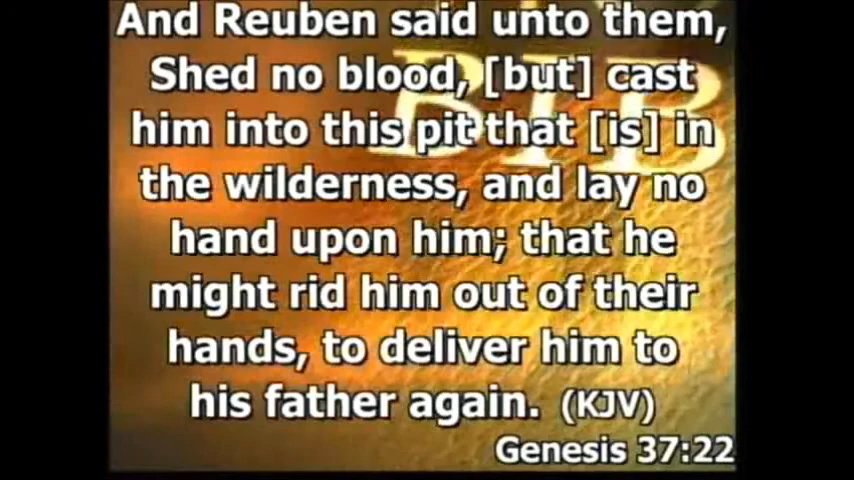 And Reuben said unto them,
Shed no blood, [but] cast
him into this pit that [is] in
the wilderness, and lay no
hand upon him; that he
might rid him out of their
hands, to deliver him to
his father again. (KJV)
Genesis 37:22
BIB